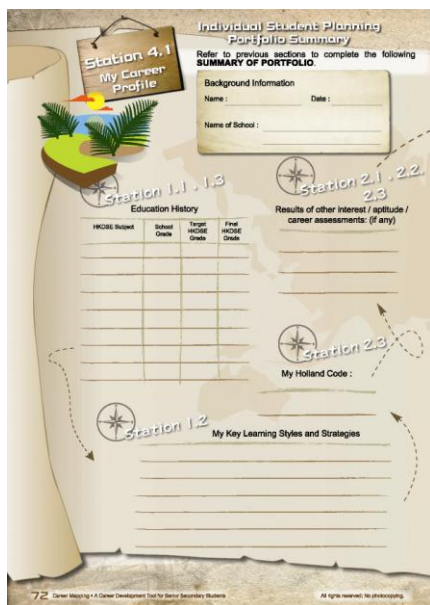 Station 4.1
My Career
Profile
Individual Student Planning
Portfolio Summary
Refer to previous sections to complete the following
SUMMARY OF PORTFOLIO.
Background Information
Name :
Date :
Name of School :
Station 1.1 . 1.3
Education History
HKDSE Subject
School
Grade
Target
HKDSE
Grade
Final
HKDSE
Grade
Station 2.1 . 2.2.
2.3
Results of other interest / aptitude /
career assessments: (if any)
Station 2.3
My Holland Code :
Station 1.2
My Key Learning Styles and Strategies
72 Career Mapping • A Career Development Tool for Senior Secondary Students
All rights reserved; No photocopying.